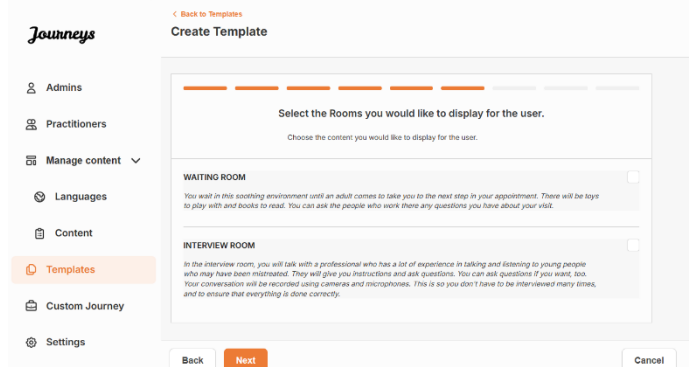 < Back to Templates
Journeys
Create Template
Admins
Practitioners
Manage content
Languages
Content
Templates
Custom Journey
Settings
Select the Rooms you would like to display for the user.
Choose the content you would like to display for the user.
WAITING ROOM
You wait in this soothing environment until an adult comes to take you to the next step in your appointment. There will be toys
to play with and books to read. You can ask the people who work there any questions you have about your visit.
INTERVIEW ROOM
In the interview room, you will talk with a professional who has a lot of experience in talking and listening to young people
who may have been mistreated. They will give you instructions and ask questions. You can ask questions if you want, too.
Your conversation will be recorded using cameras and microphones. This is so you don't have to be interviewed many times,
and to ensure that everything is done correctly.
Back
Next
Cancel